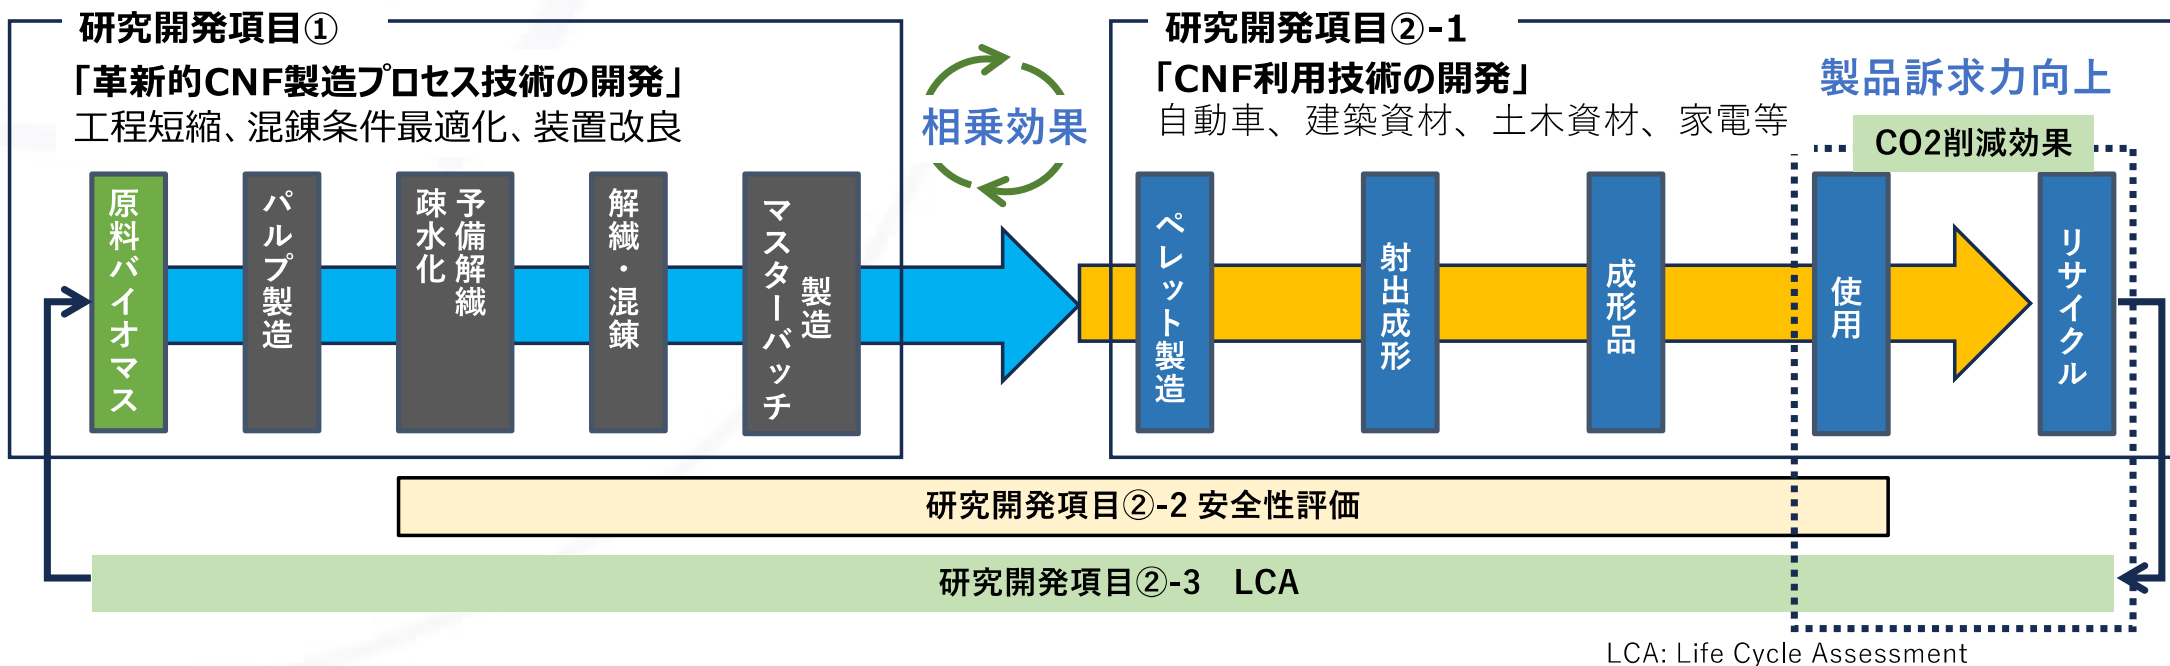 研究開発項目①
「革新的CNF製造プロセス技術の開発」
工程短縮、混錬条件最適化、装置改良
原料バイオマス
パルプ製造
予備解繊
疎水化
解繊・混錬
マスターバッチ
製造
相乗効果
研究開発項目②-1
「CNF利用技術の開発」
自動車、建築資材、土木資材、家電等
製品訴求力向上
CO2削減効果
ペレット製造
射出成形
成形品
使用
リサイクル
研究開発項目②-2 安全性評価
研究開発項目②-3　LCA
LCA: Life Cycle Assessment